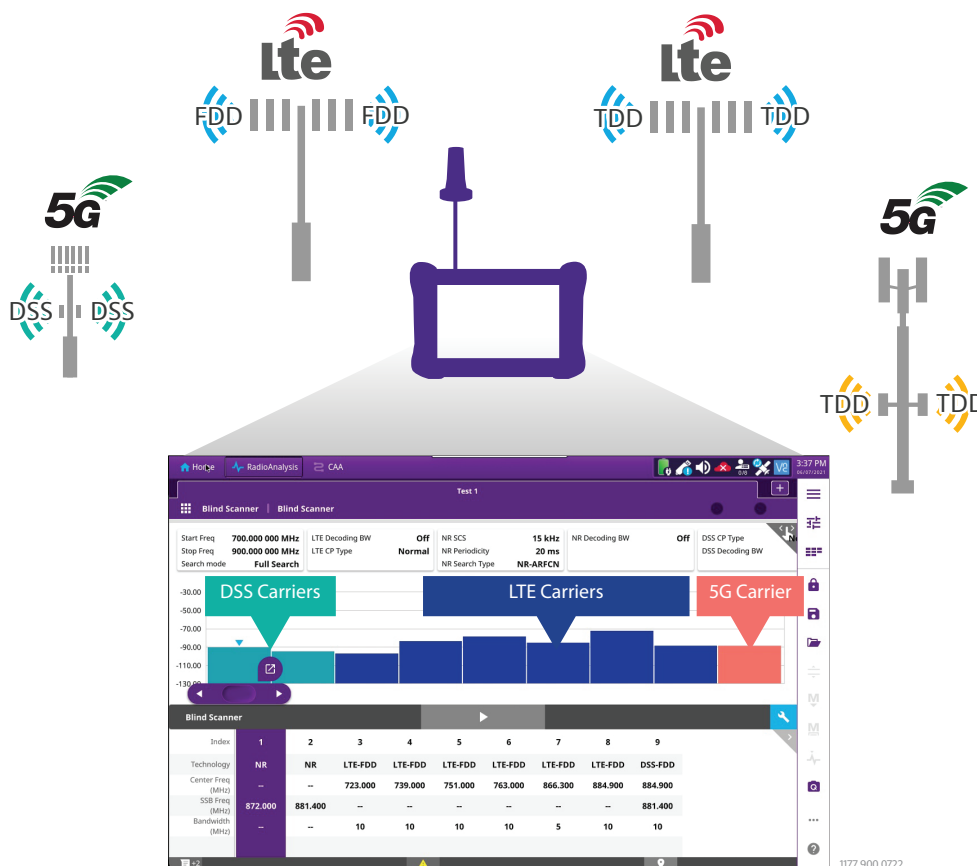 Lte
Lte
FDD FDD
TDD TDD
5G
5G
DSS DSS
TDD TDD
Home RadioAnalysis CAA
0/8
3:37 PM
06/07/2021
Test 1
Blind Scanner | Blind Scanner
Start Freq 700.000 000 MHz
Stop Freq 900.000 000 MHz
Search mode Full Search
LTE Decoding BW Off
LTE CP Type Normal
NR SCS 15 kHz
NR Periodicity 20 ms
NR Search Type NR-ARFCN
NR Decoding BW Off
DSS CP Type
DSS Decoding BW
DSS Carriers
LTE Carriers
5G Carrier
-30.00
-50.00
-70.00
-90.00
-110.00
-130.00
Blind Scanner
Index 1 2 3 4 5 6 7 8 9
Technology NR NR LTE-FDD LTE-FDD LTE-FDD LTE-FDD LTE-FDD LTE-FDD DSS-FDD
Center Freq (MHz) -- -- 723.000 739.000 751.000 763.000 866.300 884.900 884.900
SSB Freq (MHz) 872.000 881.400 -- -- -- -- -- -- 881.400
Bandwidth (MHz) -- -- 10 10 10 10 5 10 10
+2
1177.900.0722